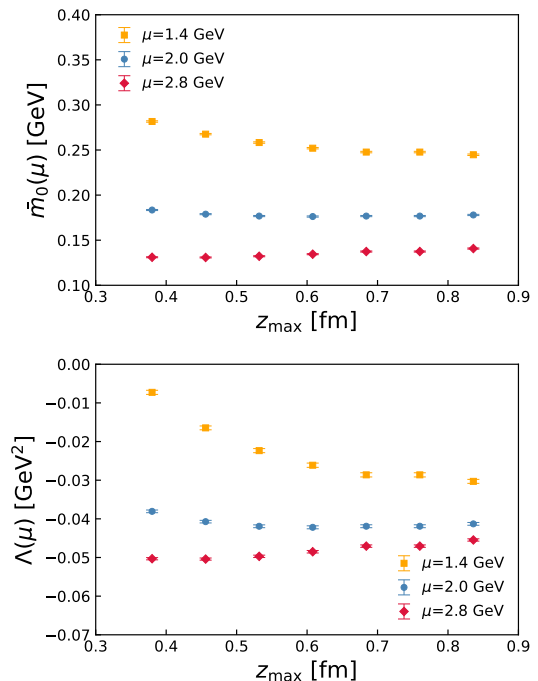 μ=1.4 GeV
μ=2.0 GeV
μ=2.8 GeV
0.40
0.35
0.30
0.25
0.20
0.15
0.10
m̄₀(μ) [GeV]
0.3 0.4 0.5 0.6 0.7 0.8 0.9
z_max [fm]
0.00
−0.01
−0.02
−0.03
−0.04
−0.05
−0.06
−0.07
Λ(μ) [GeV²]
μ=1.4 GeV
μ=2.0 GeV
μ=2.8 GeV
0.3 0.4 0.5 0.6 0.7 0.8 0.9
z_max [fm]